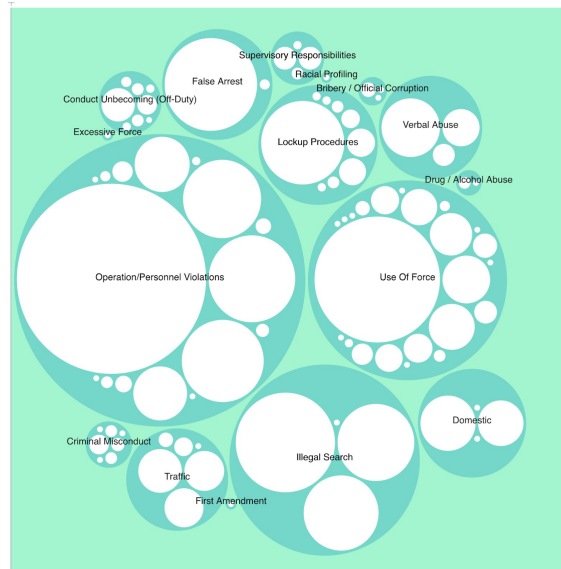 Supervisory Responsibilities
False Arrest
Racial Profiling
Bribery / Official Corruption
Conduct Unbecoming (Off-Duty)
Verbal Abuse
Excessive Force
Lockup Procedures
Drug / Alcohol Abuse
Operation/Personnel Violations
Use Of Force
Domestic
Criminal Misconduct
Illegal Search
Traffic
First Amendment